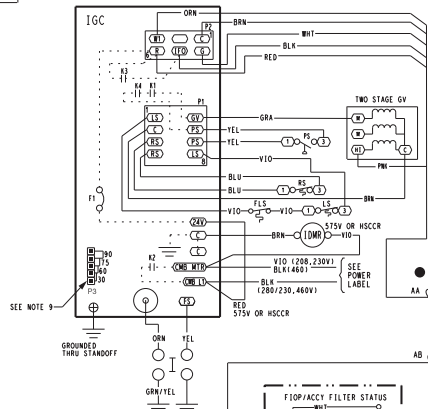 IGC
ORN
BRN
WHT
BLK
RED
P2
W1
C
R
IFO
G
6
K3
K4 K1
P1
1
LS
GV
C
PS
RS
PS
RS
LS
8
GRA
YEL
YEL
1
PS
3
VIO
BLU
BLU
1
RS
3
TWO STAGE GV
M
M
HI
C
PNK
BRN
VIO
FLS
VIO
1
LS
3
F1
24V
C
C
BRN
IDMR
575V OR HSCCR
VIO
K2
CMB MTR
CMB L1
VIO (208,230V)
BLK(460)
BLK
(280/230,460V)
SEE
POWER
LABEL
RED
575V OR HSCCR
90
75
60
30
P3
SEE NOTE 9
FS
GROUNDED
THRU STANDOFF
ORN
YEL
GRN/YEL
AA
AB
FIOP/ACCY FILTER STATUS
WHT